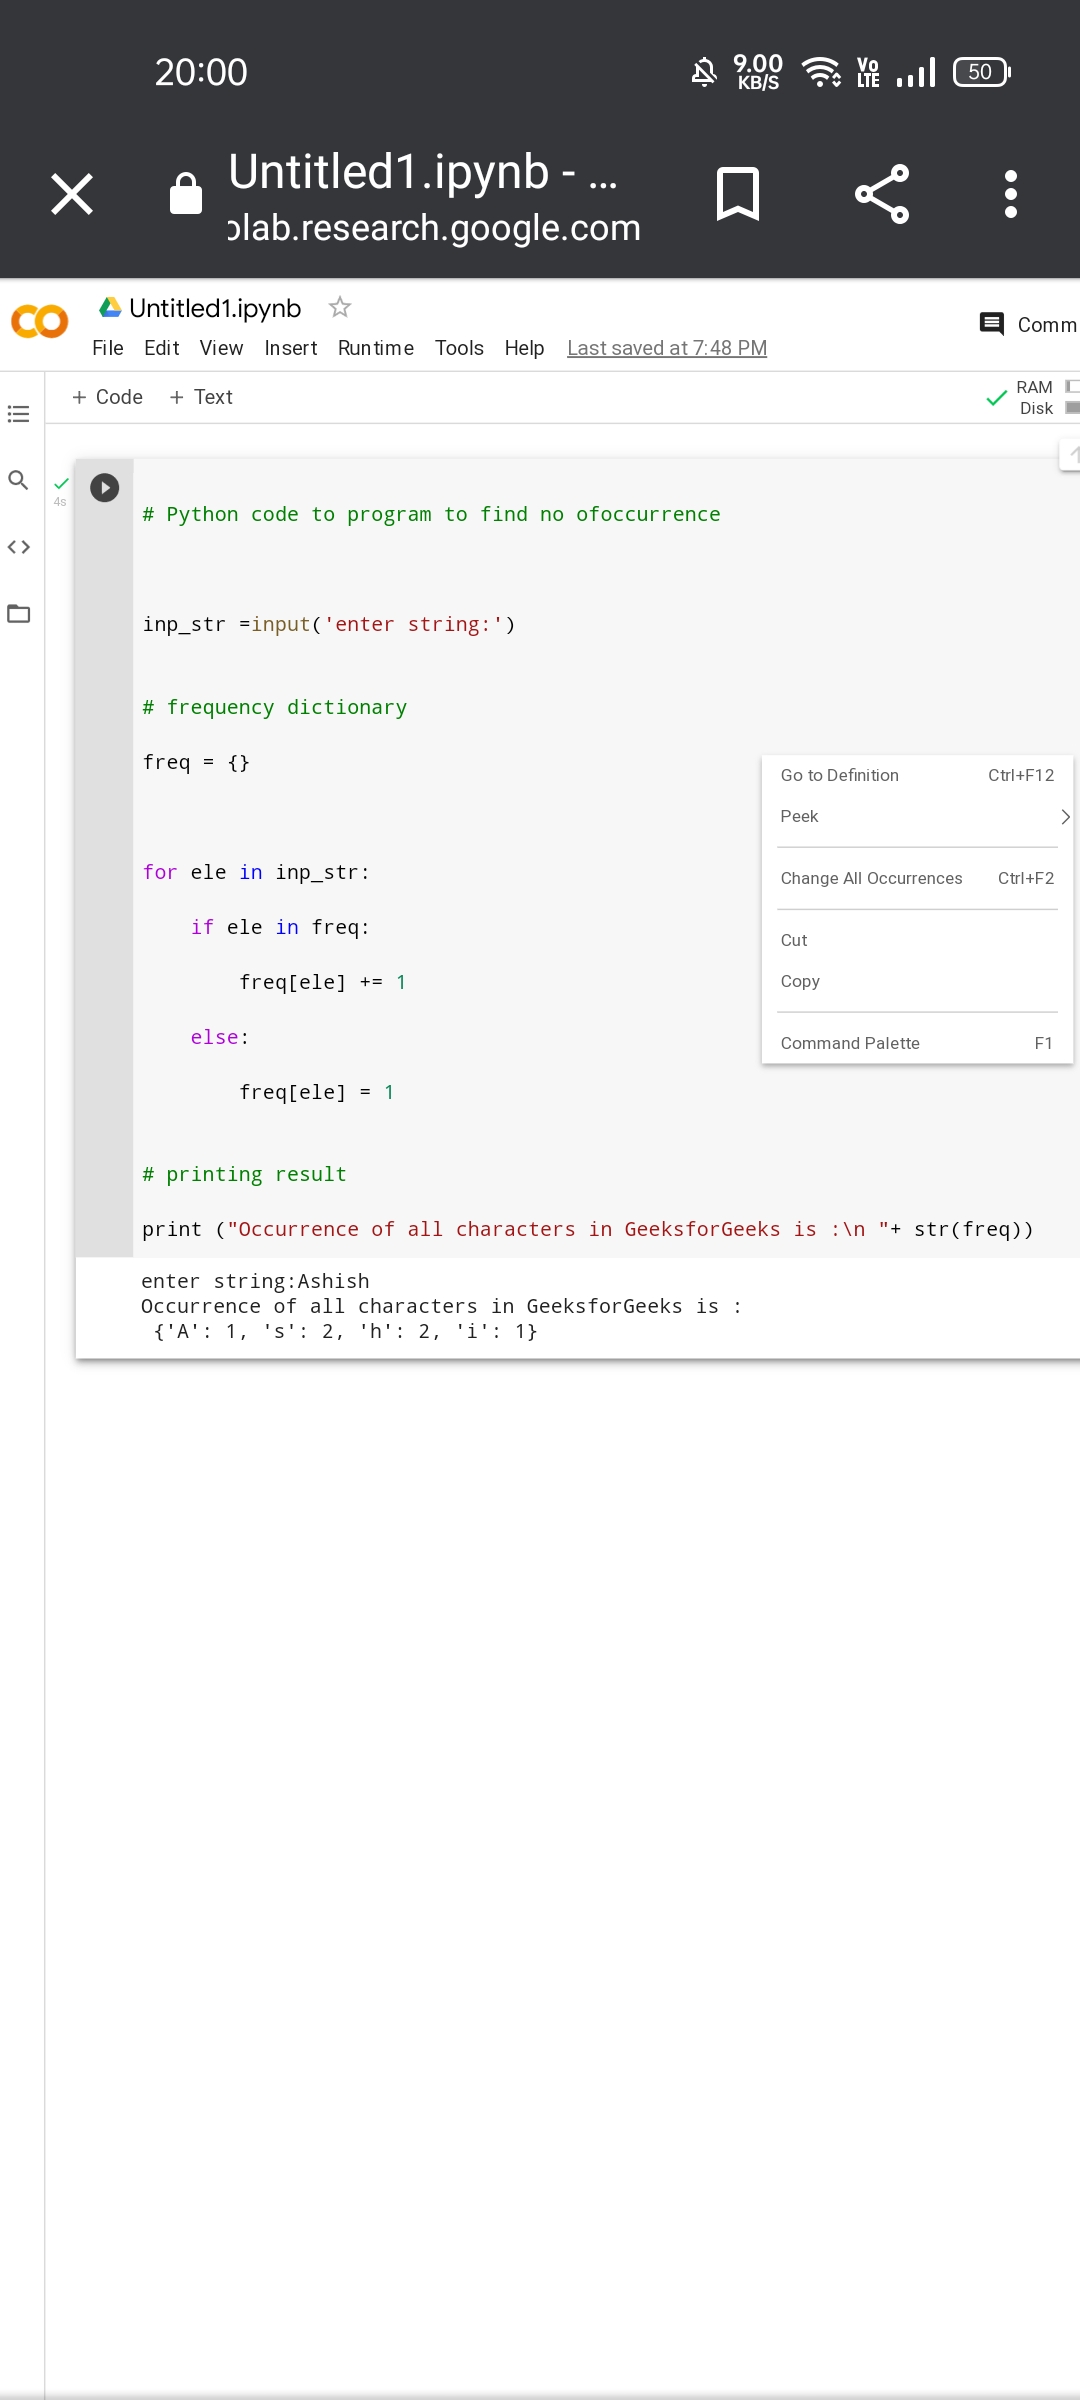 20:00
9.00
KB/S
Vo
LTE
50
Untitled1.ipynb - ...
olab.research.google.com
Untitled1.ipynb
Comm
File Edit View Insert Runtime Tools Help Last saved at 7:48 PM
+ Code + Text
RAM
Disk
4s
# Python code to program to find no ofoccurrence
inp_str =input('enter string:')
# frequency dictionary
freq = {}
Go to Definition Ctrl+F12
Peek
for ele in inp_str:
Change All Occurrences Ctrl+F2
if ele in freq:
Cut
freq[ele] += 1
Copy
else:
Command Palette F1
freq[ele] = 1
# printing result
print ("Occurrence of all characters in GeeksforGeeks is :\n "+ str(freq))
enter string:Ashish
Occurrence of all characters in GeeksforGeeks is :
{'A': 1, 's': 2, 'h': 2, 'i': 1}